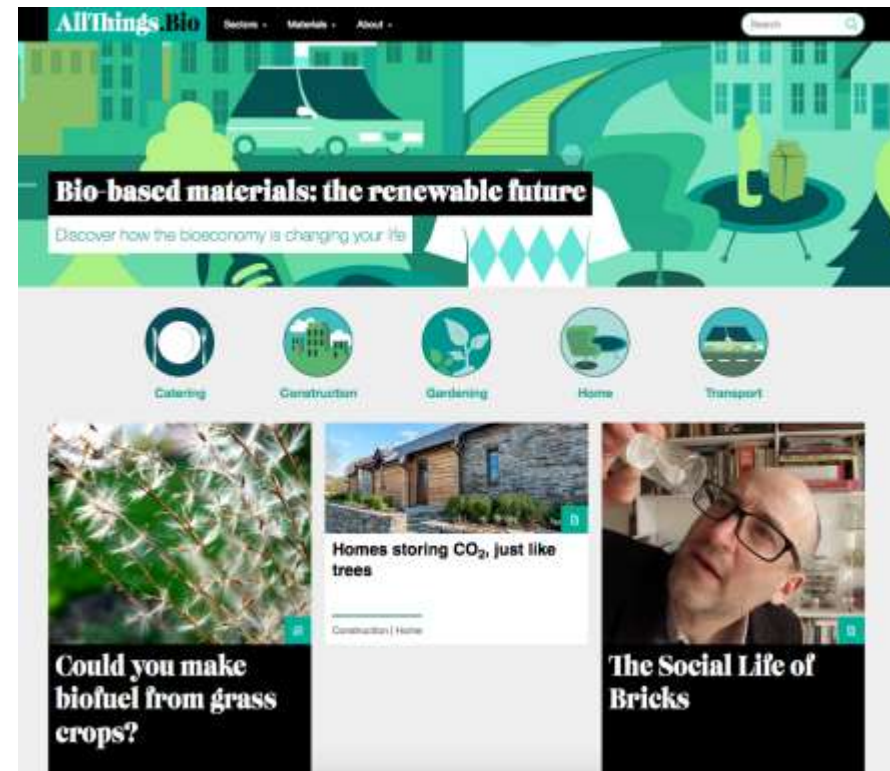 AllThings.Bio
Sectors
Materials
About
Search
Bio-based materials: the renewable future
Discover how the bioeconomy is changing your life
Catering
Construction
Gardening
Home
Transport
Could you make
biofuel from grass
crops?
Homes storing CO₂, just like
trees
Construction | Home
The Social Life of
Bricks